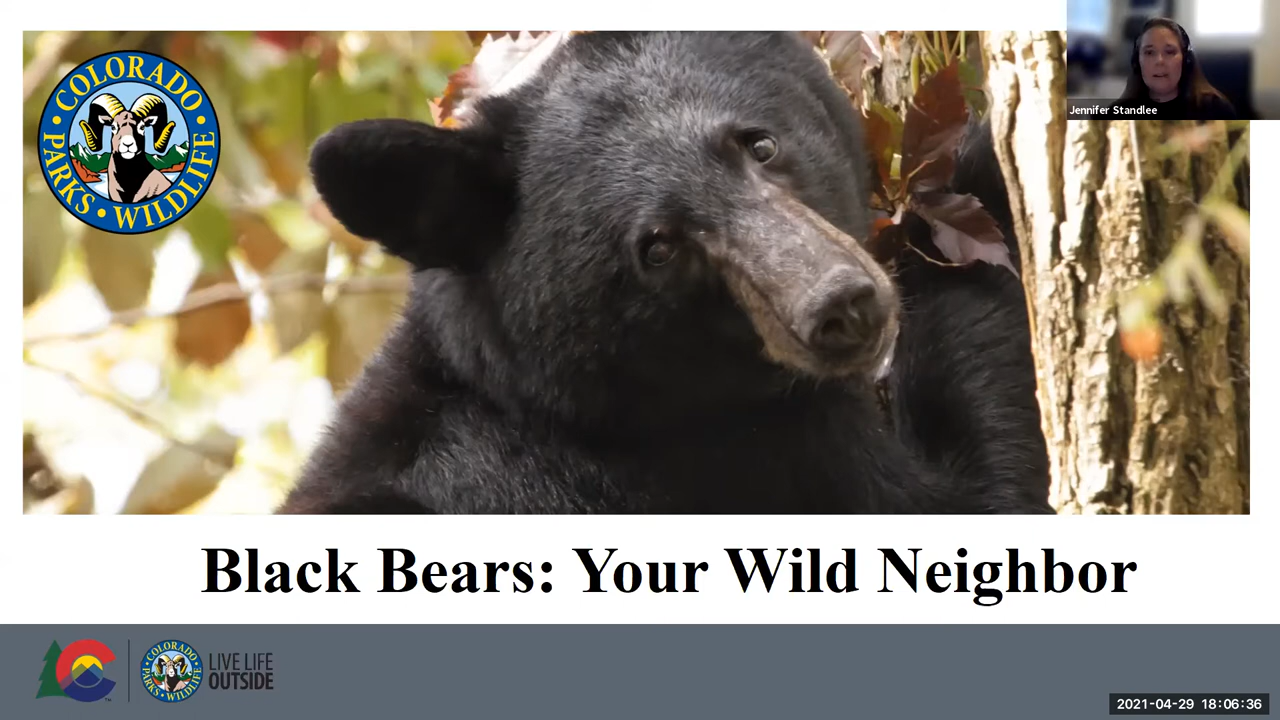 COLORADO
PARKS • WILDLIFE
Jennifer Standlee
Black Bears: Your Wild Neighbor
COLORADO
PARKS • WILDLIFE
LIVE LIFE
OUTSIDE
TM
2021-04-29 18:06:36